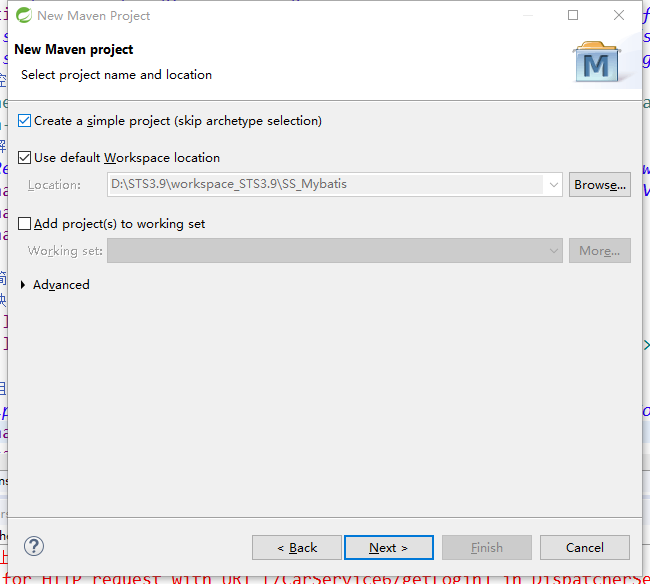 New Maven Project
New Maven project
Select project name and location
Create a simple project (skip archetype selection)
Use default Workspace location
Location: D:\STS3.9\workspace_STS3.9\SS_Mybatis Browse...
Add project(s) to working set
Working set: More...
Advanced
? < Back Next > Finish Cancel
for HTTP request with URI [/CarService67getLogin] in DispatcherSe